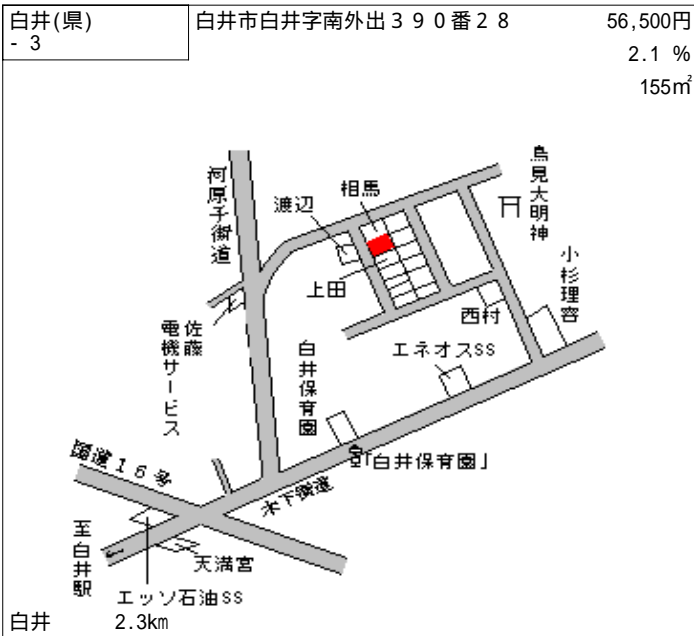 白井(県)
- 3
白井市白井字南外出３９０番２８
56,500円
2.1 %
155㎡
鳥見大明神
河原子街道
相馬
渡辺
小杉理容
上田
西村
佐藤
電機サービス
エネオスSS
白井保育園
「白井保育園」
国道１６号
木下街道
至白井駅
天満宮
エッソ石油SS
白井 2.3km